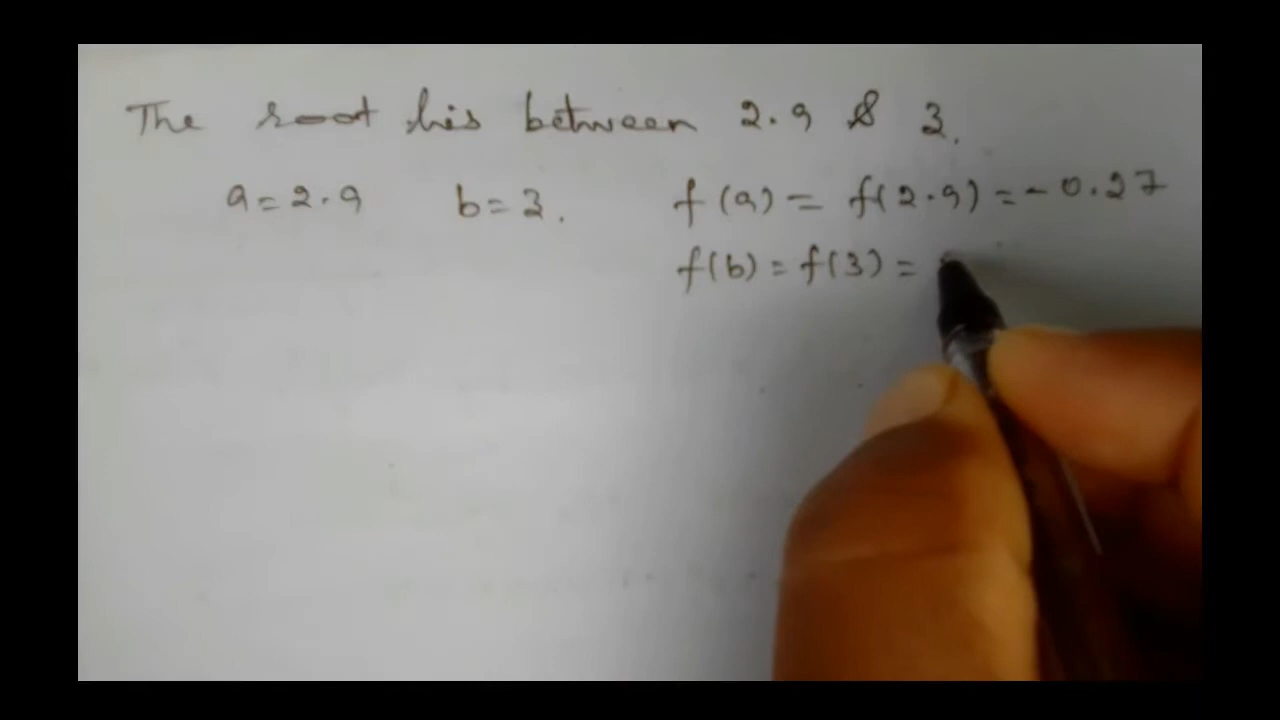 The root lies between 2.9 & 3.
a = 2.9 b = 3. f(a) = f(2.9) = -0.27
f(b) = f(3) =